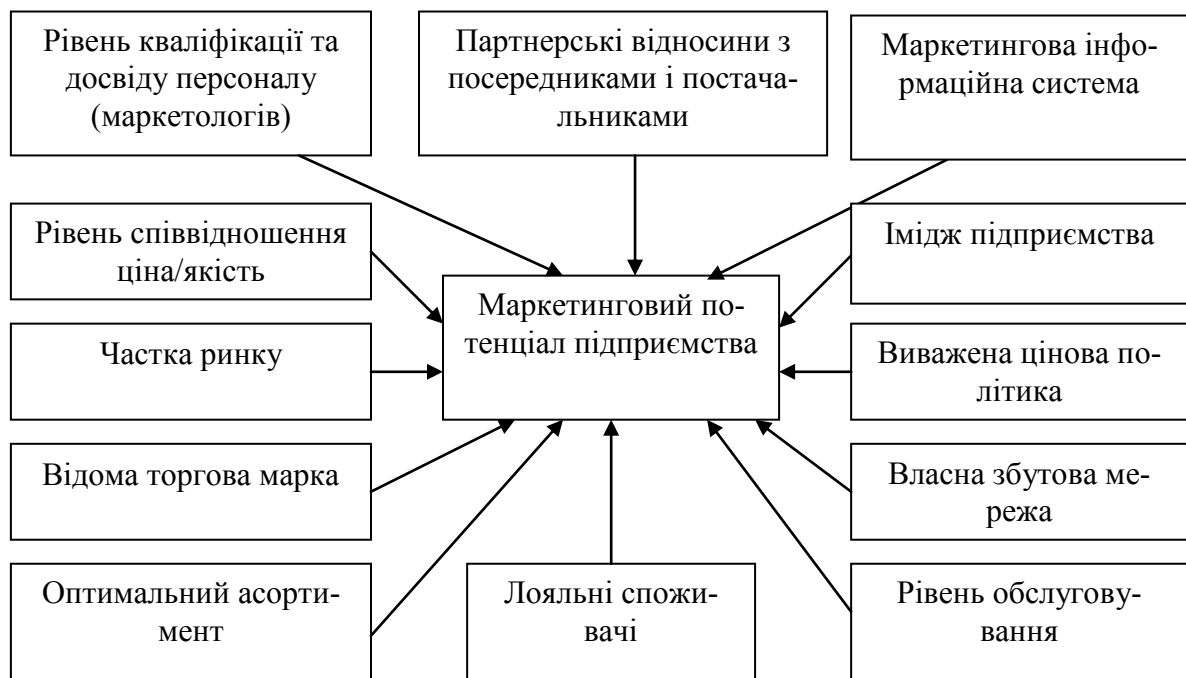 Рівень кваліфікації та
досвіду персоналу
(маркетологів)
Партнерські відносини з
посередниками і постача-
льниками
Маркетингова інфо-
рмаційна система
Рівень співвідношення
ціна/якість
Імідж підприємства
Маркетинговий по-
тенціал підприємства
Частка ринку
Виважена цінова по-
літика
Відома торгова марка
Власна збутова ме-
режа
Оптимальний асорти-
мент
Лояльні спожи-
вачі
Рівень обслугову-
вання